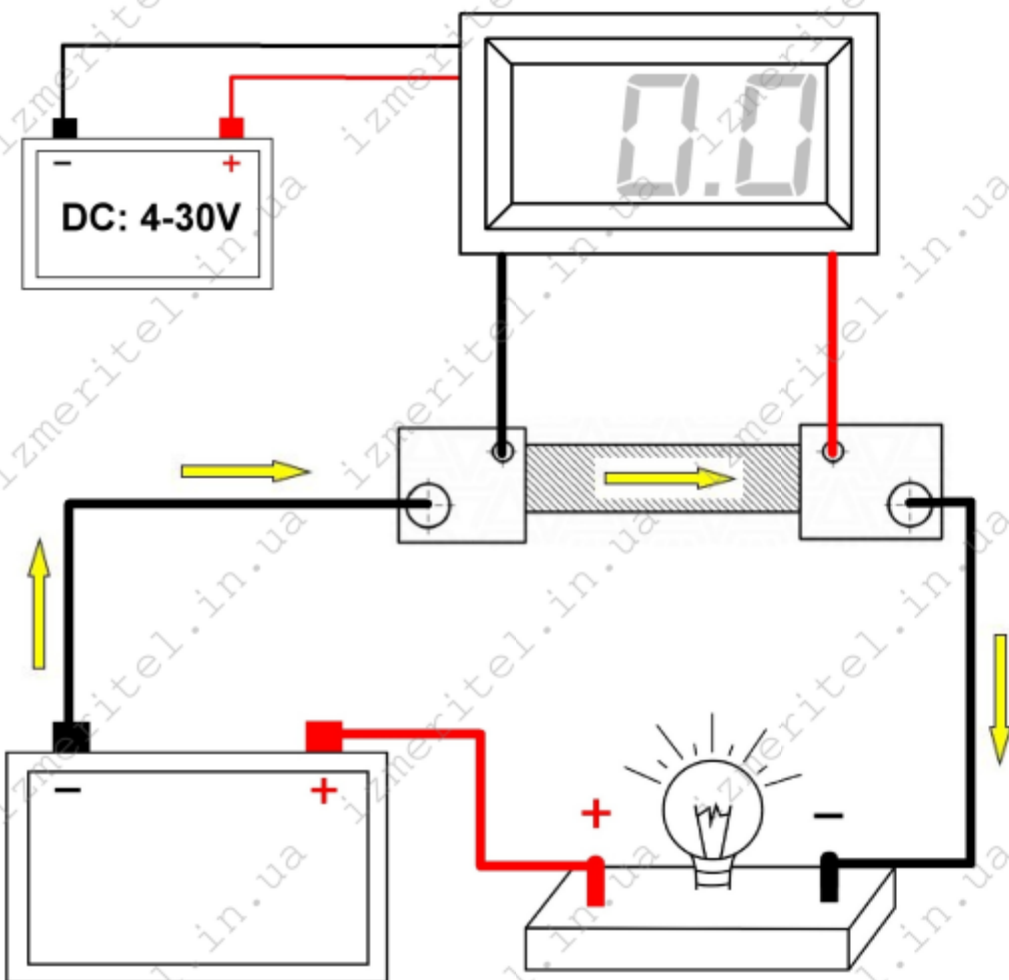 0.0
− +
DC: 4-30V
− +
+ −
izmeritel.in.ua